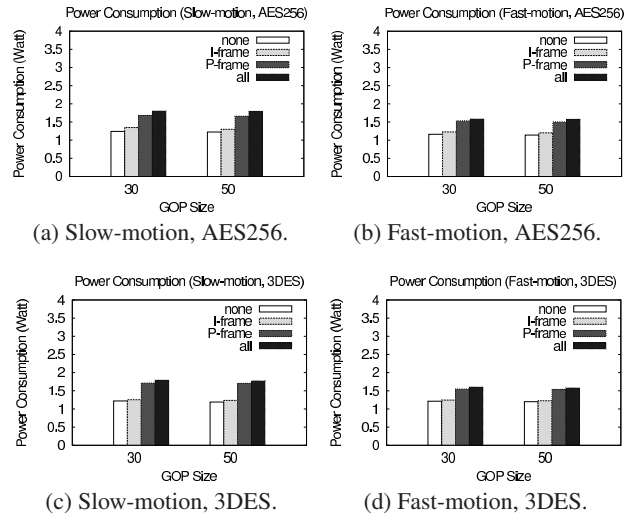 Power Consumption (Slow-motion, AES256)
Power Consumption (Watt)
4
3.5
3
2.5
2
1.5
1
0.5
0
none
I-frame
P-frame
all
30
50
GOP Size
(a) Slow-motion, AES256.
Power Consumption (Fast-motion, AES256)
Power Consumption (Watt)
4
3.5
3
2.5
2
1.5
1
0.5
0
none
I-frame
P-frame
all
30
50
GOP Size
(b) Fast-motion, AES256.
Power Consumption (Slow-motion, 3DES)
Power Consumption (Watt)
4
3.5
3
2.5
2
1.5
1
0.5
0
none
I-frame
P-frame
all
30
50
GOP Size
(c) Slow-motion, 3DES.
Power Consumption (Fast-motion, 3DES)
Power Consumption (Watt)
4
3.5
3
2.5
2
1.5
1
0.5
0
none
I-frame
P-frame
all
30
50
GOP Size
(d) Fast-motion, 3DES.